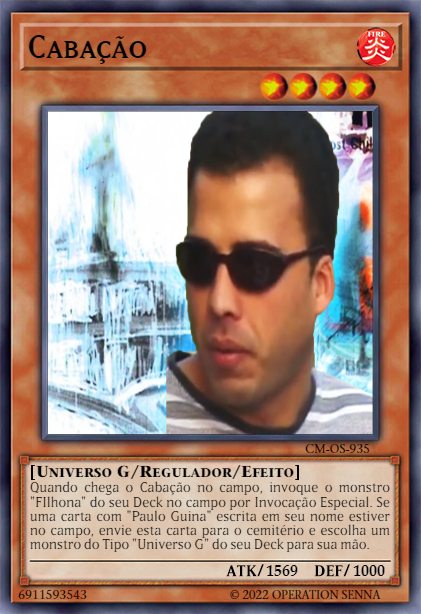 Cabação
FIRE
炎
ost
CM-OS-935
[Universo G/Regulador/Efeito]
Quando chega o Cabação no campo, invoque o monstro
"FIlhona" do seu Deck no campo por Invocação Especial. Se
uma carta com "Paulo Guina" escrita em seu nome estiver
no campo, envie esta carta para o cemitério e escolha um
monstro do Tipo "Universo G" do seu Deck para sua mão.
ATK/1569 DEF/1000
6911593543 © 2022 OPERATION SENNA